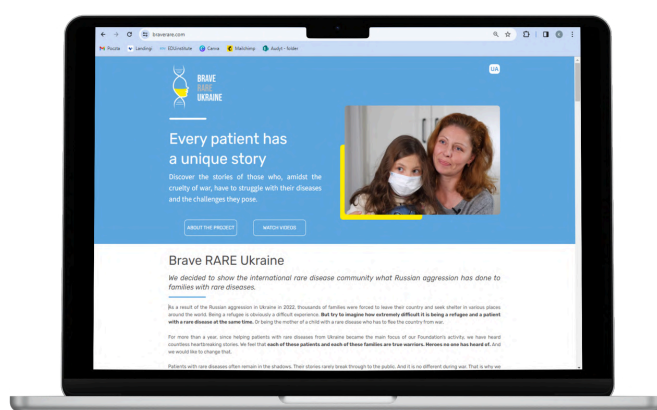 braverare.com
Poczta
Landingi
EDUinstitute
Canva
Mailchimp
Audyt - folder
BRAVE
RARE
UKRAINE
UA
Every patient has
a unique story
Discover the stories of those who, amidst the
cruelty of war, have to struggle with their diseases
and the challenges they pose.
ABOUT THE PROJECT
WATCH VIDEOS
Brave RARE Ukraine
We decided to show the international rare disease community what Russian aggression has done to
families with rare diseases.
As a result of the Russian aggression in Ukraine in 2022, thousands of families were forced to leave their country and seek shelter in various places
around the world. Being a refugee is obviously a difficult experience. But try to imagine how extremely difficult it is being a refugee and a patient
with a rare disease at the same time. Or being the mother of a child with a rare disease who has to flee the country from war.
For more than a year, since helping patients with rare diseases from Ukraine became the main focus of our Foundation's activity, we have heard
countless heartbreaking stories. We feel that each of these patients and each of these families are true warriors. Heroes no one has heard of. And
we would like to change that.
Patients with rare diseases often remain in the shadows. Their stories rarely break through to the public. And it is no different during war. That is why we